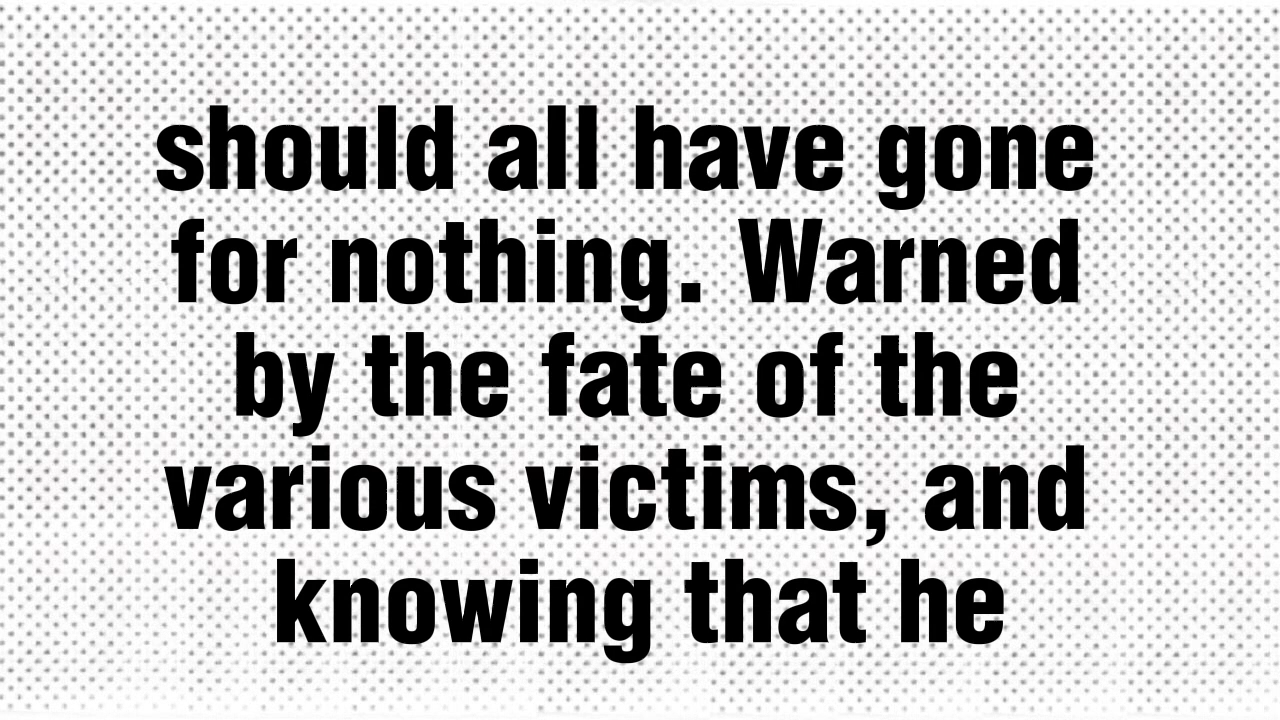 should all have gone
for nothing. Warned
by the fate of the
various victims, and
knowing that he